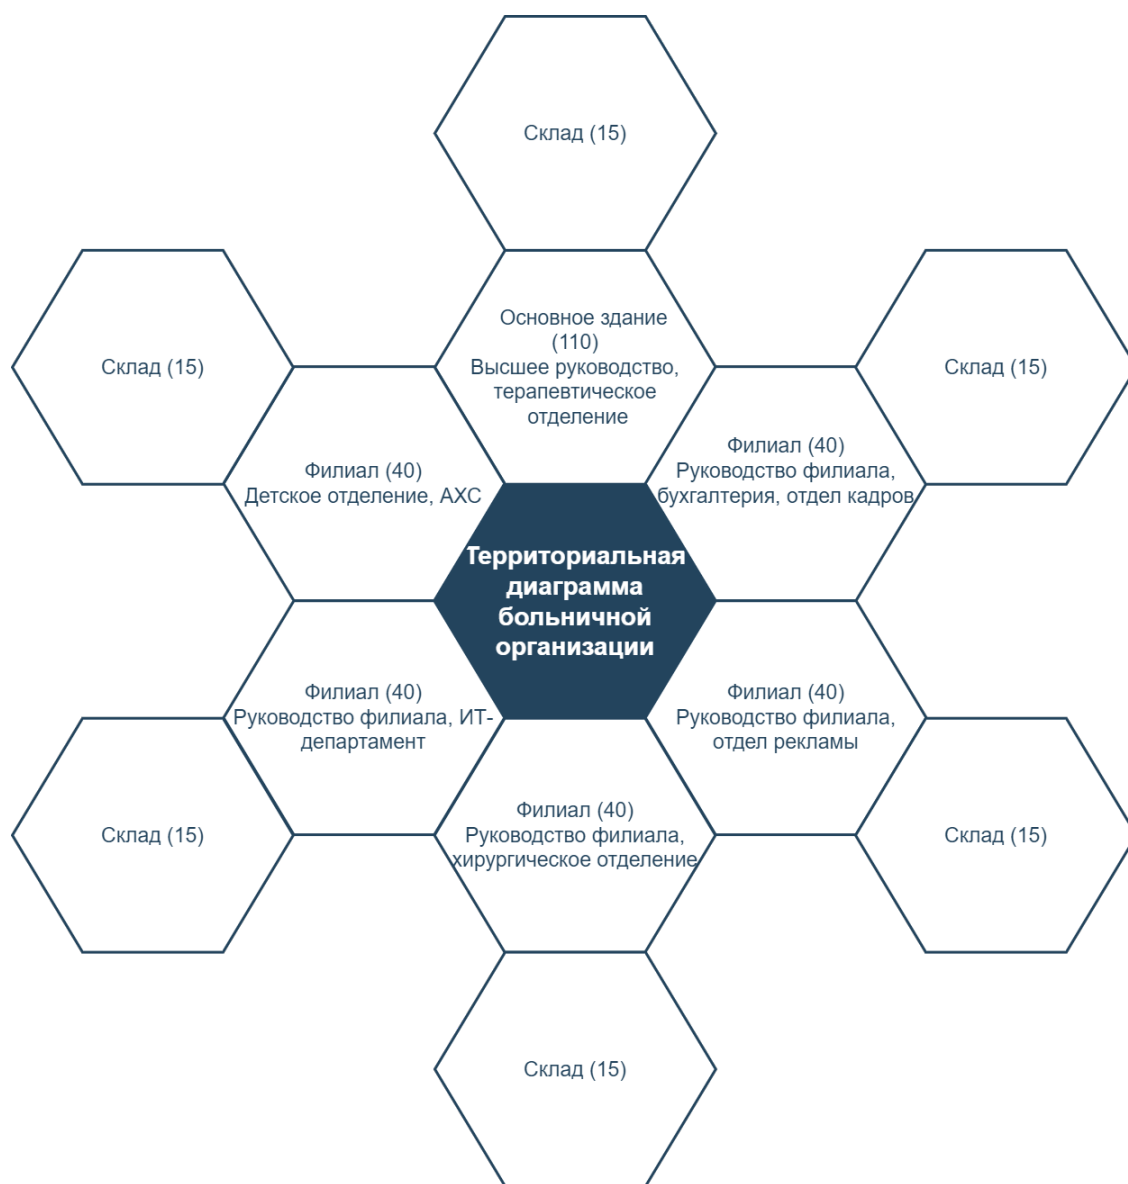 Склад (15)
Склад (15)
Основное здание
(110)
Высшее руководство,
терапевтическое
отделение
Склад (15)
Филиал (40)
Детское отделение, АХС
Филиал (40)
Руководство филиала,
бухгалтерия, отдел кадров
Территориальная
диаграмма
больничной
организации
Филиал (40)
Руководство филиала, ИТ-
департамент
Филиал (40)
Руководство филиала,
отдел рекламы
Склад (15)
Филиал (40)
Руководство филиала,
хирургическое отделение
Склад (15)
Склад (15)